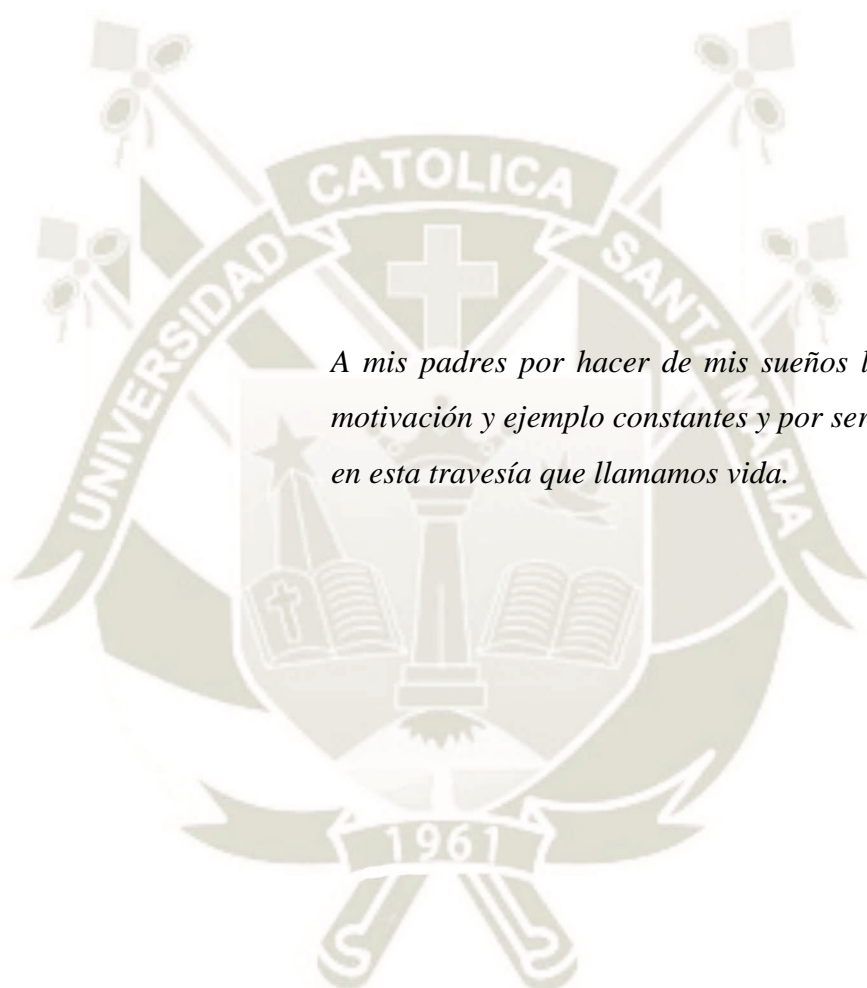 CATOLICA
UNIVERSIDAD
SANTA MARIA
A mis padres por hacer de mis sueños
motivación y ejemplo constantes y por ser
en esta travesía que llamamos vida.
1961